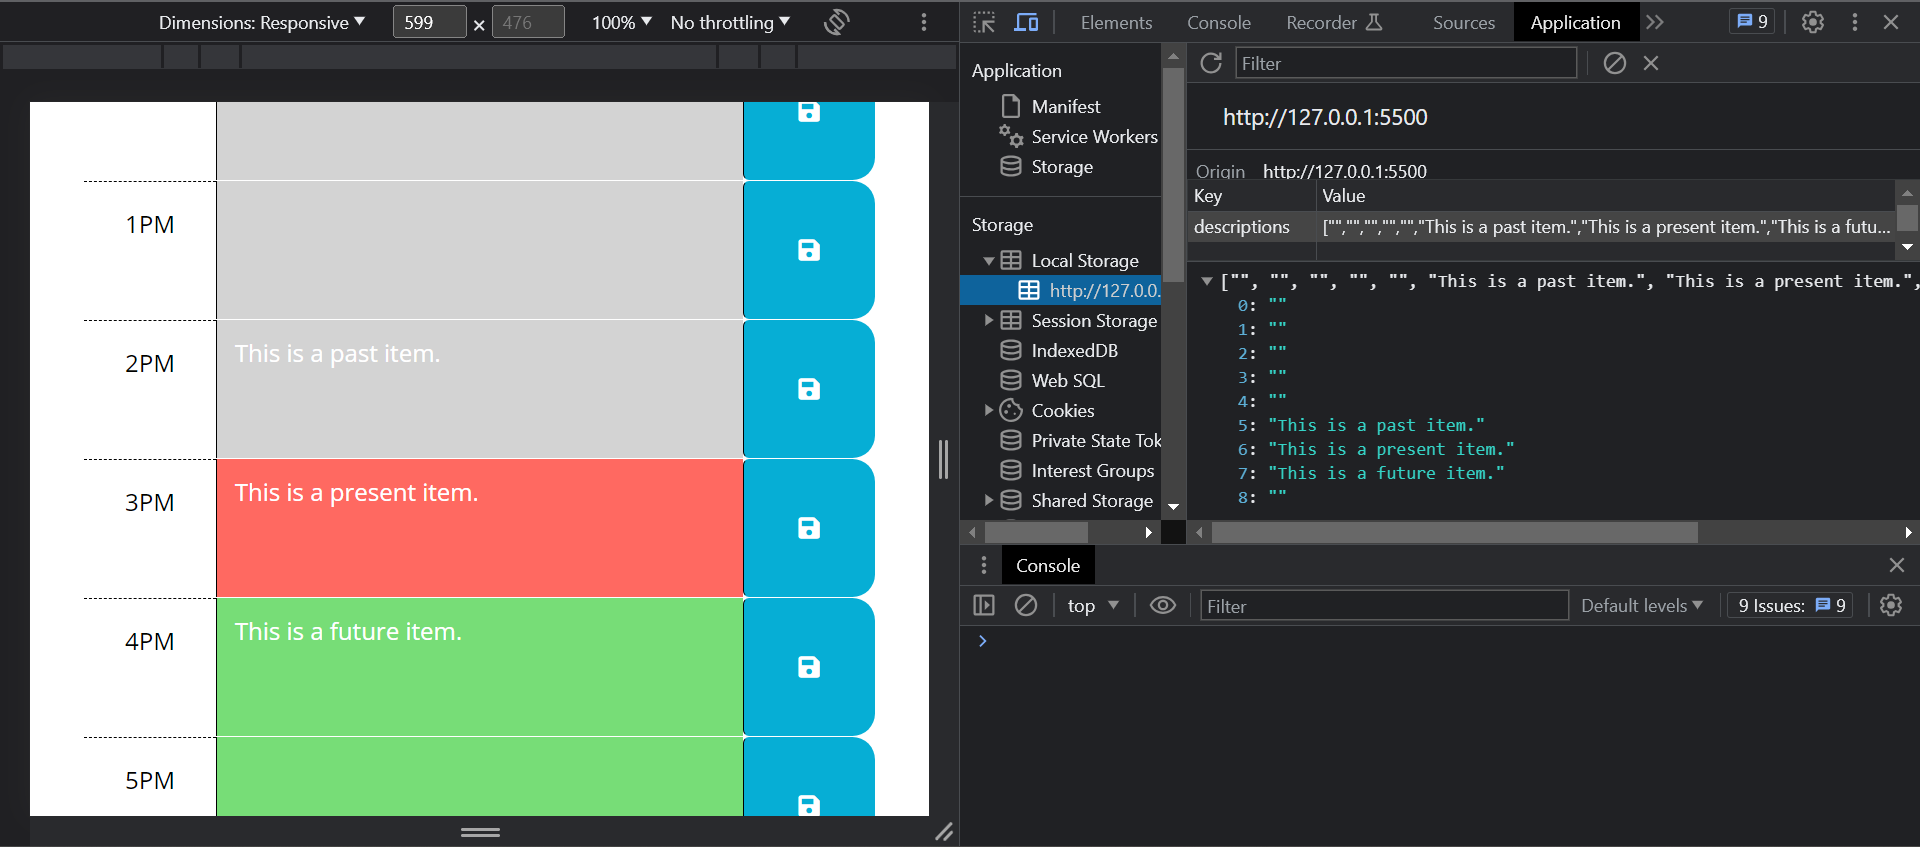 Dimensions: Responsive ▼ 599 × 476 100% ▼ No throttling ▼
1PM
2PM This is a past item.
3PM This is a present item.
4PM This is a future item.
5PM
Elements Console Recorder Sources Application 9
Application
Manifest
Service Workers
Storage
Storage
Local Storage
http://127.0.0.
Session Storage
IndexedDB
Web SQL
Cookies
Private State Tok
Interest Groups
Shared Storage
Filter
http://127.0.0.1:5500
Origin http://127.0.0.1:5500
Key Value
descriptions ["","","","","","This is a past item.","This is a present item.","This is a futu...
["", "", "", "", "", "This is a past item.", "This is a present item.",
0: ""
1: ""
2: ""
3: ""
4: ""
5: "This is a past item."
6: "This is a present item."
7: "This is a future item."
8: ""
Console
top ▼ Filter Default levels ▼ 9 Issues: 9
>